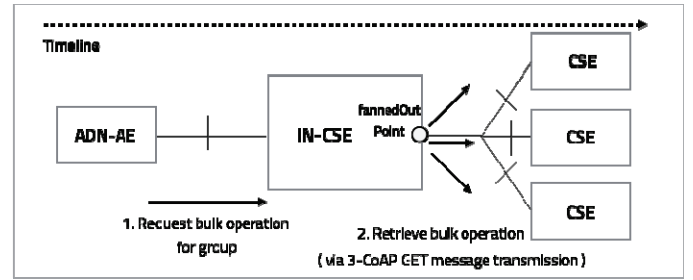 Timeline
CSE
fannedOut
Point
ADN-AE
IN-CSE
CSE
CSE
1. Recuest bulk operation
for grcup
2. Retrieve bulk operation
( via 3-CoAP GET message transmission )